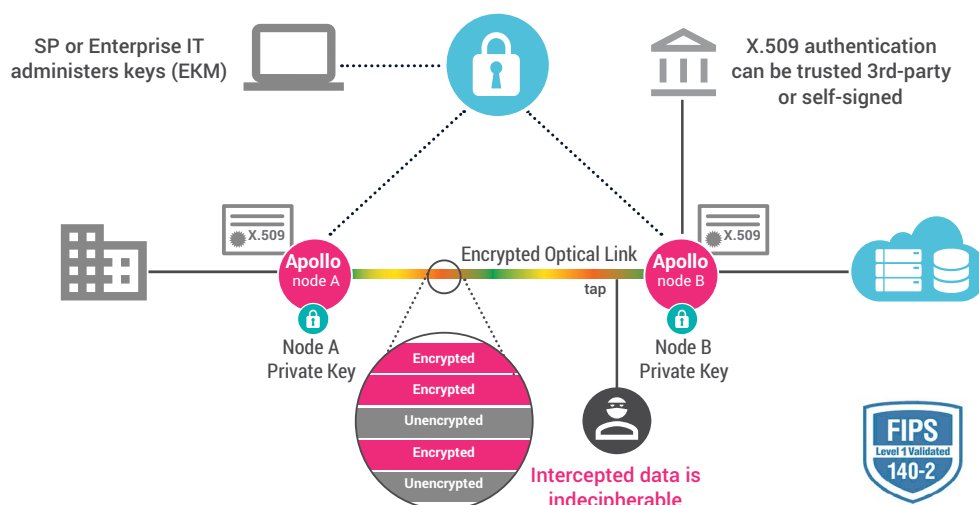 SP or Enterprise IT
administers keys (EKM)
X.509 authentication
can be trusted 3rd-party
or self-signed
X.509
Apollo
node A
Encrypted Optical Link
tap
X.509
Apollo
node B
Node A
Private Key
Node B
Private Key
Encrypted
Encrypted
Unencrypted
Encrypted
Unencrypted
Intercepted data is
indecipherable
FIPS
Level 1 Validated
140-2